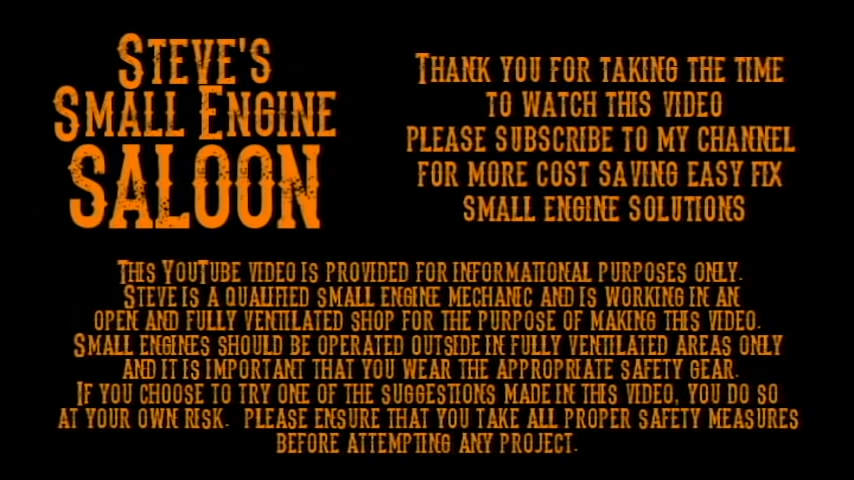 Steve's
Small Engine
SALOON
Thank you for taking the time
to watch this video
please subscribe to my channel
for more cost saving easy fix
small engine solutions
This YouTube video is provided for informational purposes only.
Steve is a qualified small engine mechanic and is working in an
open and fully ventilated shop for the purpose of making this video.
Small engines should be operated outside in fully ventilated areas only
and it is important that you wear the appropriate safety gear.
If you choose to try one of the suggestions made in this video, you do so
at your own risk. Please ensure that you take all proper safety measures
before attempting any project.